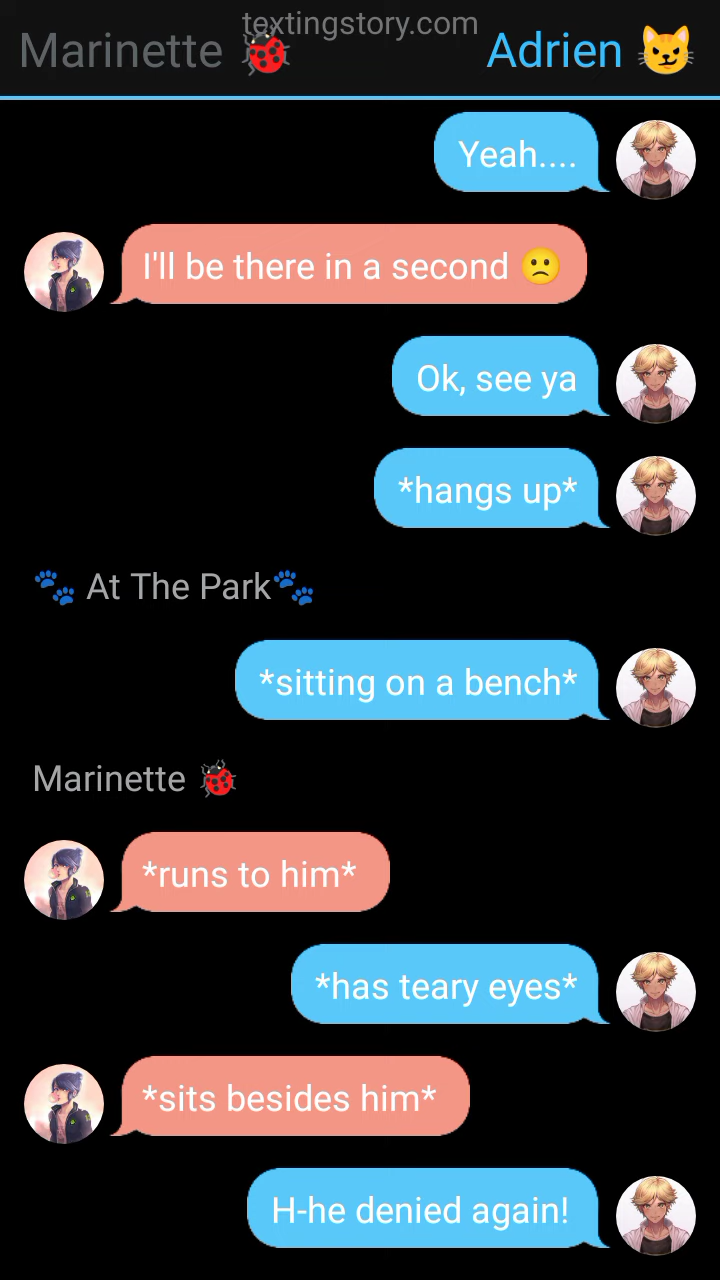 textingstory.com
Marinette 🐞 Adrien 😼
Yeah....
I'll be there in a second 🙁
Ok, see ya
*hangs up*
🐾 At The Park🐾
*sitting on a bench*
Marinette 🐞
*runs to him*
*has teary eyes*
*sits besides him*
H-he denied again!